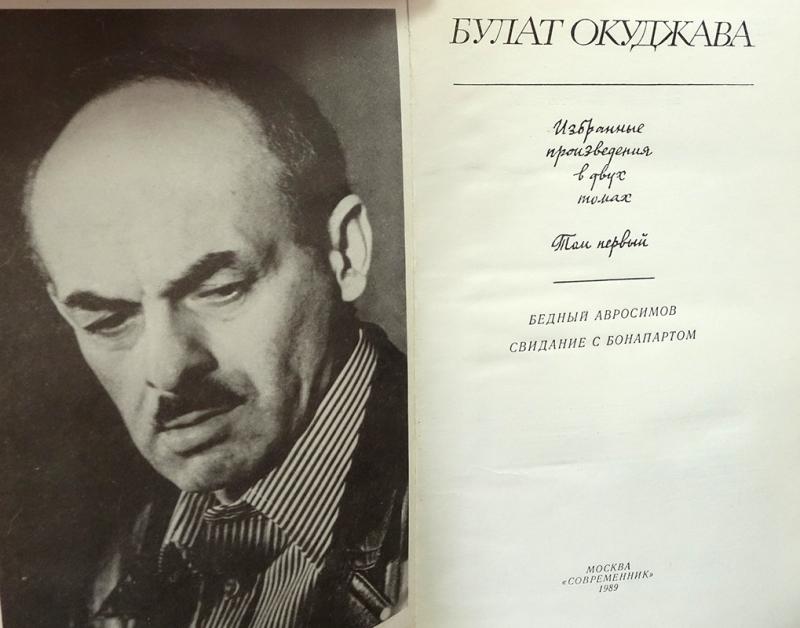 БУЛАТ ОКУДЖАВА
Избранные
произведения
в двух
томах
Том первый
БЕДНЫЙ АВРОСИМОВ
СВИДАНИЕ С БОНАПАРТОМ
МОСКВА
«СОВРЕМЕННИК»
1989